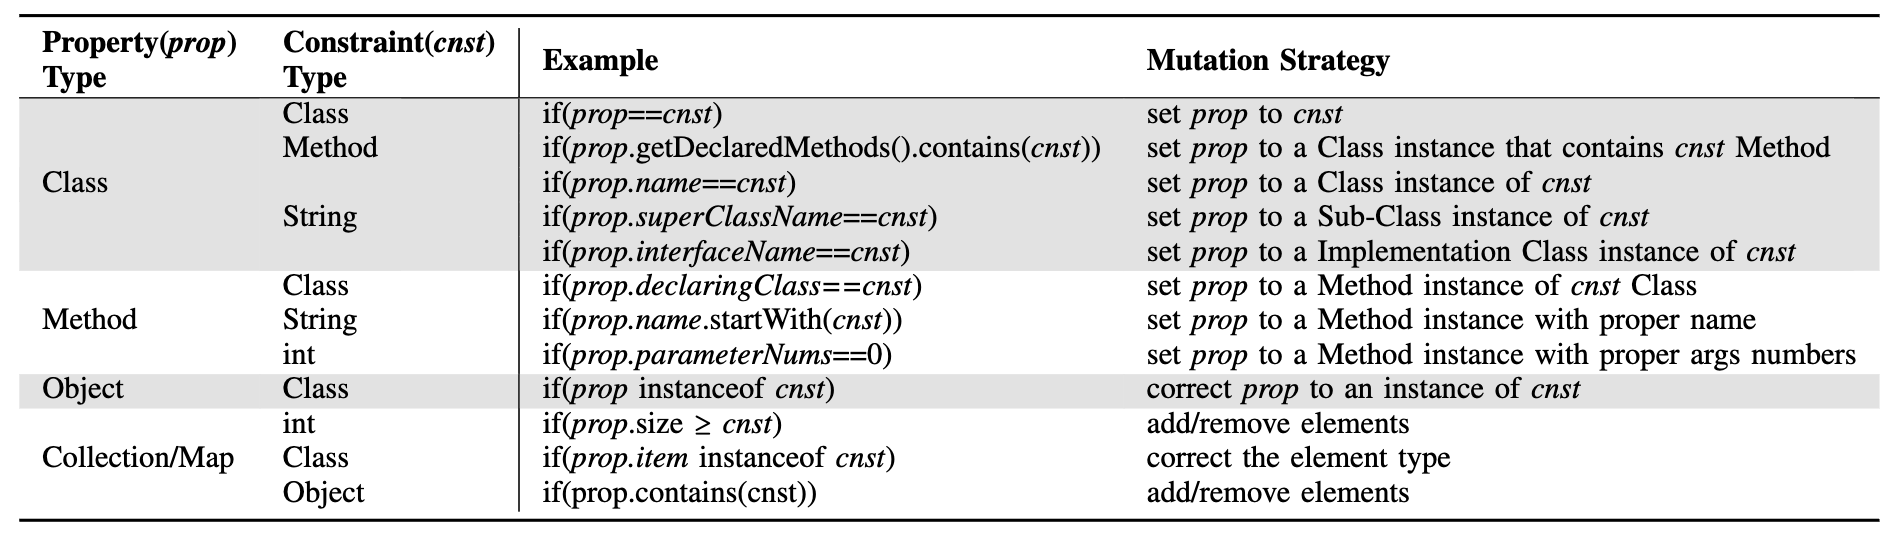 Property(prop) Type Constraint(cnst) Type Example Mutation Strategy
Class if(prop==cnst) set prop to cnst
Method if(prop.getDeclaredMethods().contains(cnst)) set prop to a Class instance that contains cnst Method
Class if(prop.name==cnst) set prop to a Class instance of cnst
String if(prop.superClassName==cnst) set prop to a Sub-Class instance of cnst
if(prop.interfaceName==cnst) set prop to a Implementation Class instance of cnst
Class if(prop.declaringClass==cnst) set prop to a Method instance of cnst Class
Method String if(prop.name.startWith(cnst)) set prop to a Method instance with proper name
int if(prop.parameterNums==0) set prop to a Method instance with proper args numbers
Object Class if(prop instanceof cnst) correct prop to an instance of cnst
int if(prop.size ≥ cnst) add/remove elements
Collection/Map Class if(prop.item instanceof cnst) correct the element type
Object if(prop.contains(cnst)) add/remove elements